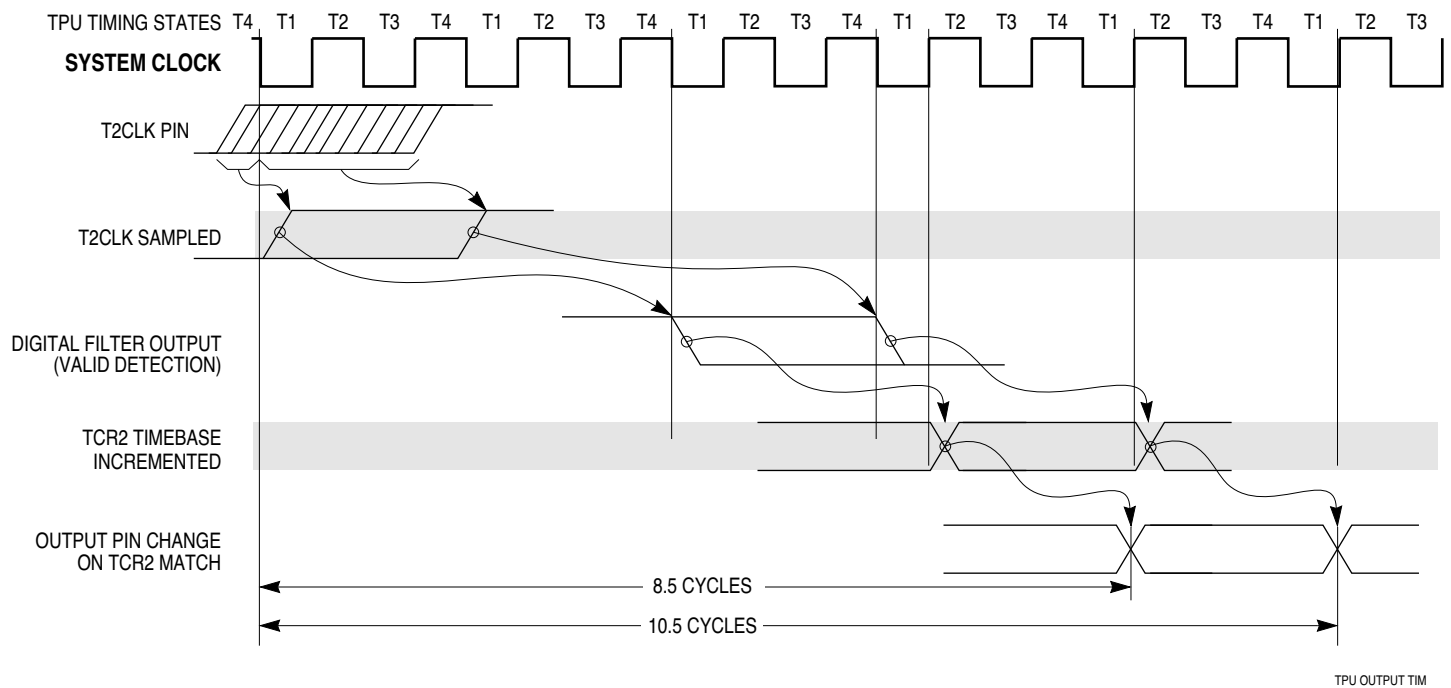 TPU TIMING STATES T4 T1 T2 T3 T4 T1 T2 T3 T4 T1 T2 T3 T4 T1 T2 T3 T4 T1 T2 T3 T4 T1 T2 T3
SYSTEM CLOCK
T2CLK PIN
T2CLK SAMPLED
DIGITAL FILTER OUTPUT
(VALID DETECTION)
TCR2 TIMEBASE
INCREMENTED
OUTPUT PIN CHANGE
ON TCR2 MATCH
8.5 CYCLES
10.5 CYCLES
TPU OUTPUT TIM